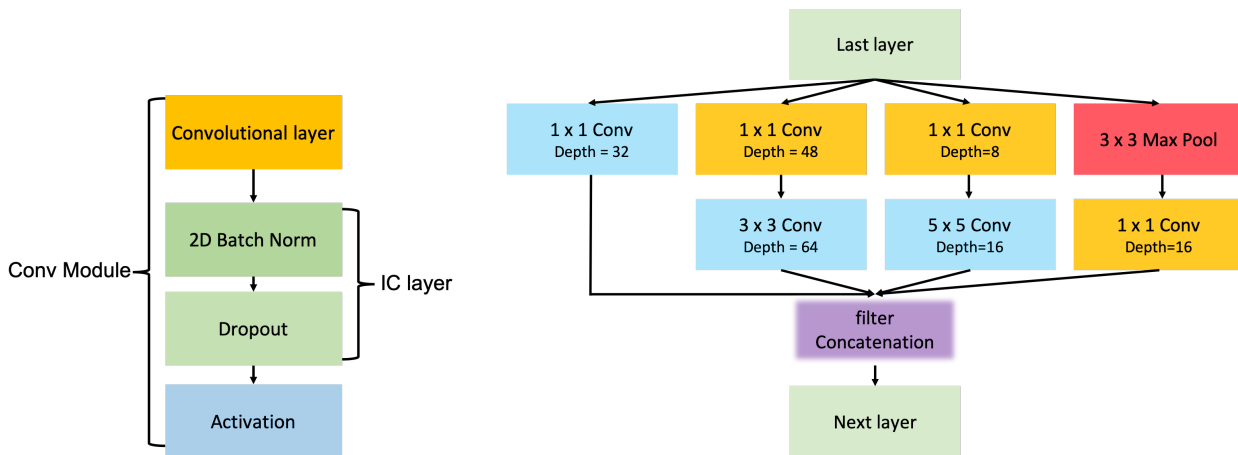 Conv Module
Convolutional layer
2D Batch Norm
Dropout
IC layer
Activation
Last layer
1 x 1 Conv
Depth = 32
1 x 1 Conv
Depth = 48
1 x 1 Conv
Depth=8
3 x 3 Max Pool
3 x 3 Conv
Depth = 64
5 x 5 Conv
Depth=16
1 x 1 Conv
Depth=16
filter
Concatenation
Next layer